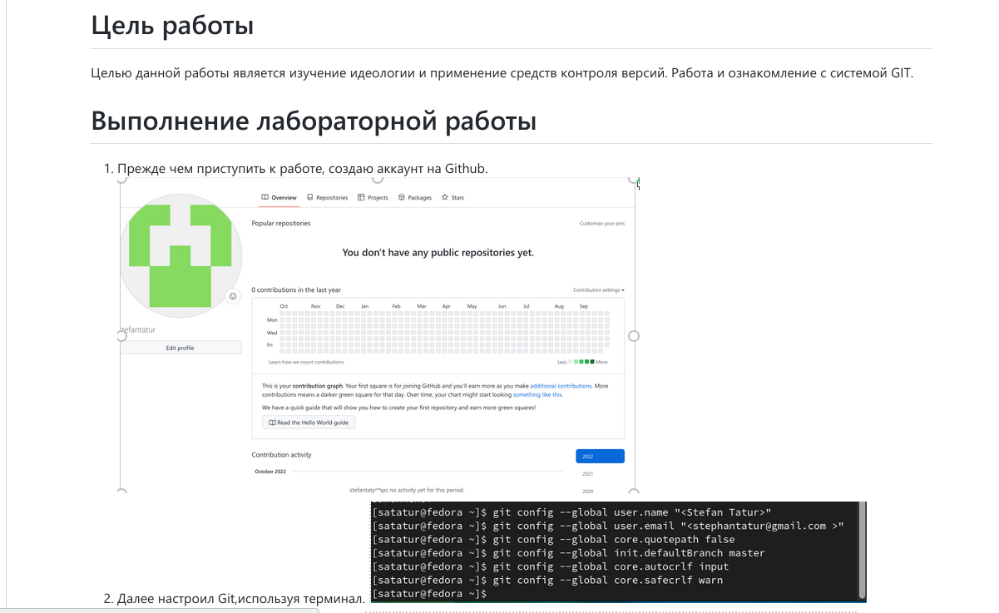 Цель работы
Целью данной работы является изучение идеологии и применение средств контроля версий. Работа и ознакомление с системой GIT.
Выполнение лабораторной работы
1. Прежде чем приступить к работе, создаю аккаунт на Github.
Overview Repositories Projects Packages Stars
Popular repositories Customize your pins
You don't have any public repositories yet.
0 contributions in the last year Contribution settings
Oct Nov Dec Jan Feb Mar Apr May Jun Jul Aug Sep
Mon
Wed
Fri
Learn how we count contributions Less More
tefantatur
Edit profile
This is your contribution graph. Your first square is for joining GitHub and you'll earn more as you make additional contributions. More
contributions means a darker green square for that day. Over time, your chart might start looking something like this.
We have a quick guide that will show you how to create your first repository and earn more green squares!
Read the Hello World guide
Contribution activity 2022
October 2022 2021
has no activity yet for this period. 2020
[satatur@fedora ~]$ git config --global user.name "<Stefan Tatur>"
[satatur@fedora ~]$ git config --global user.email "<stephantatur@gmail.com >"
[satatur@fedora ~]$ git config --global core.quotepath false
[satatur@fedora ~]$ git config --global init.defaultBranch master
[satatur@fedora ~]$ git config --global core.autocrlf input
[satatur@fedora ~]$ git config --global core.safecrlf warn
[satatur@fedora ~]$
2. Далее настроил Git,используя терминал.